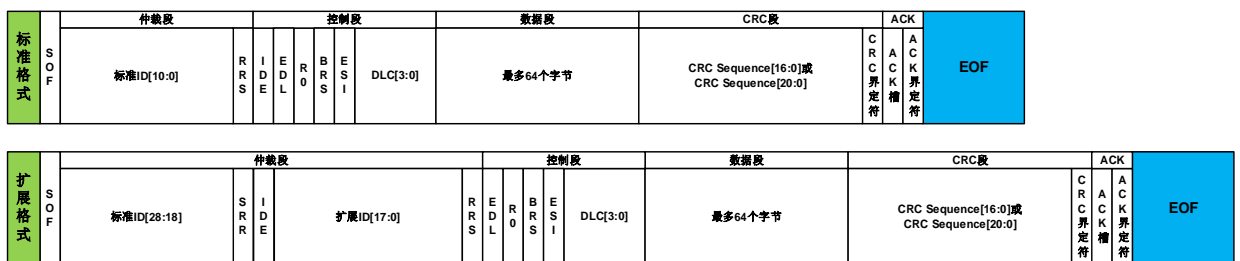 标准格式
SOF
仲裁段
标准ID[10:0]
RRS
控制段
IDE
EDL
R0
BRS
ESI
DLC[3:0]
数据段
最多64个字节
CRC段
CRC Sequence[16:0]或
CRC Sequence[20:0]
CRC界定符
ACK
ACK槽
ACK界定符
EOF
扩展格式
SOF
仲裁段
标准ID[28:18]
SRR
IDE
扩展ID[17:0]
RRS
控制段
EDL
R0
BRS
ESI
DLC[3:0]
数据段
最多64个字节
CRC段
CRC Sequence[16:0]或
CRC Sequence[20:0]
CRC界定符
ACK
ACK槽
ACK界定符
EOF